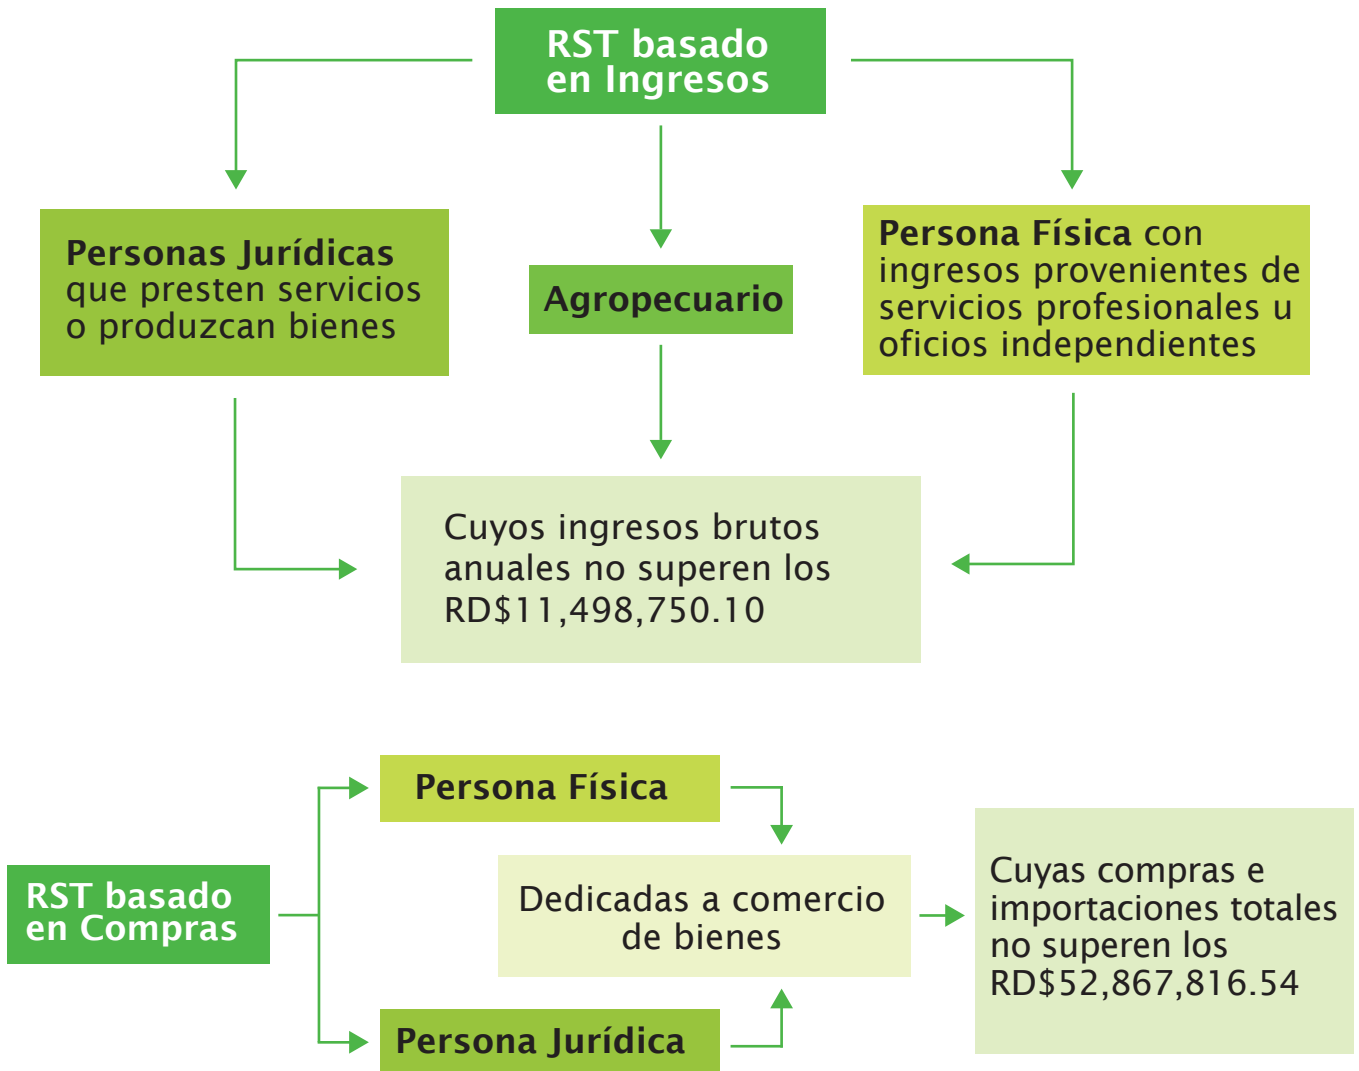 RST basado
en Ingresos
Personas Jurídicas
que presten servicios
o produzcan bienes
Agropecuario
Persona Física con
ingresos provenientes de
servicios profesionales u
oficios independientes
Cuyos ingresos brutos
anuales no superen los
RD$11,498,750.10
RST basado
en Compras
Persona Física
Persona Jurídica
Dedicadas a comercio
de bienes
Cuyas compras e
importaciones totales
no superen los
RD$52,867,816.54